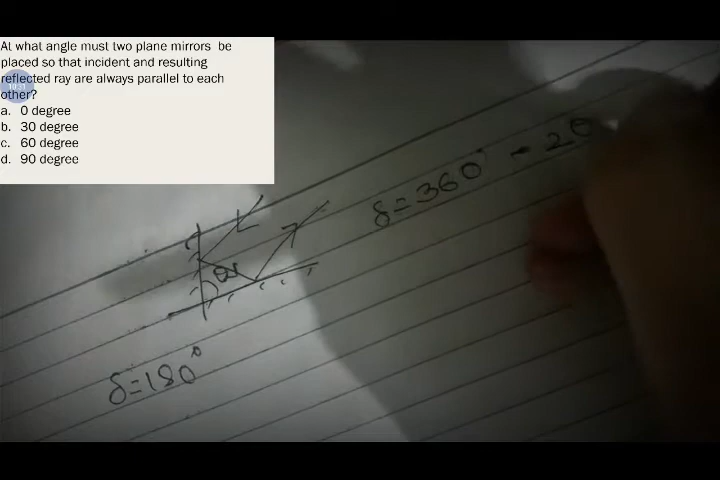 At what angle must two plane mirrors be
placed so that incident and resulting
reflected ray are always parallel to each
other?
a. 0 degree
b. 30 degree
c. 60 degree
d. 90 degree
δ=360° - 2θ
θ
δ=180°